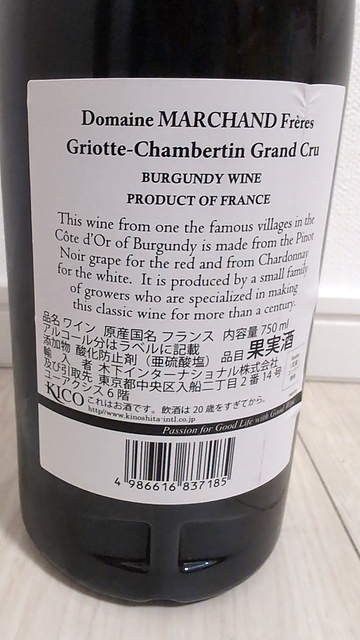 Domaine MARCHAND Frères
Griotte-Chambertin Grand Cru
BURGUNDY WINE
PRODUCT OF FRANCE
This wine from one the famous villages in the
Côte d'Or of Burgundy is made from the Pinot
Noir grape for the red and from Chardonnay
for the white. It is produced by a small family
of growers who are specialized in making
this classic wine for more than a century.
品名 ワイン 原産国名 フランス 内容量 750 ml
アルコール分はラベルに記載
添加物 酸化防止剤(亜硫酸塩) 品目 果実酒
輸入者 木下インターナショナル株式会社
及び引取先 東京都中央区入船二丁目2番14号
ユーアクシス6階
KICO これはお酒です。飲酒は20歳をすぎてから。
http://www.kinoshita-intl.co.jp
Passion for Good Life with Good Wine
4 986616 837185